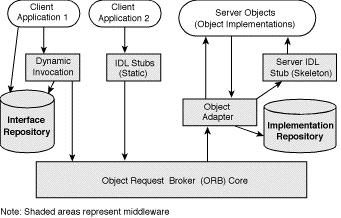 Client
Application 1
Client
Application 2
Server Objects
(Object Implementations)
Dynamic
Invocation
IDL Stubs
(Static)
Server IDL
Stub (Skeleton)
Interface
Repository
Object
Adapter
Implementation
Repository
Object Request Broker (ORB) Core
Note: Shaded areas represent middleware